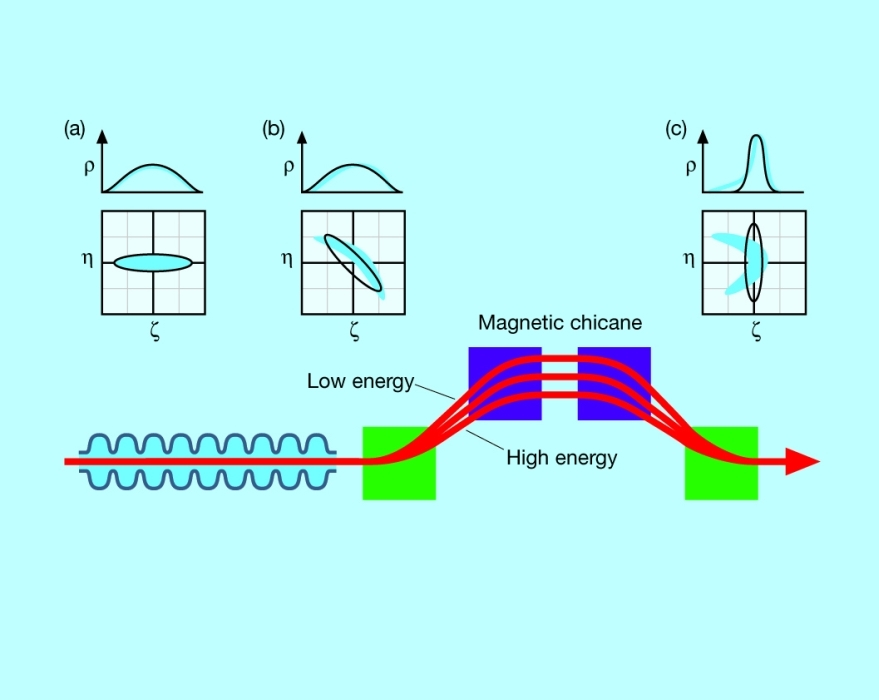 (a)
(b)
(c)
ρ
ρ
ρ
η
η
η
ζ
ζ
ζ
Magnetic chicane
Low energy
High energy